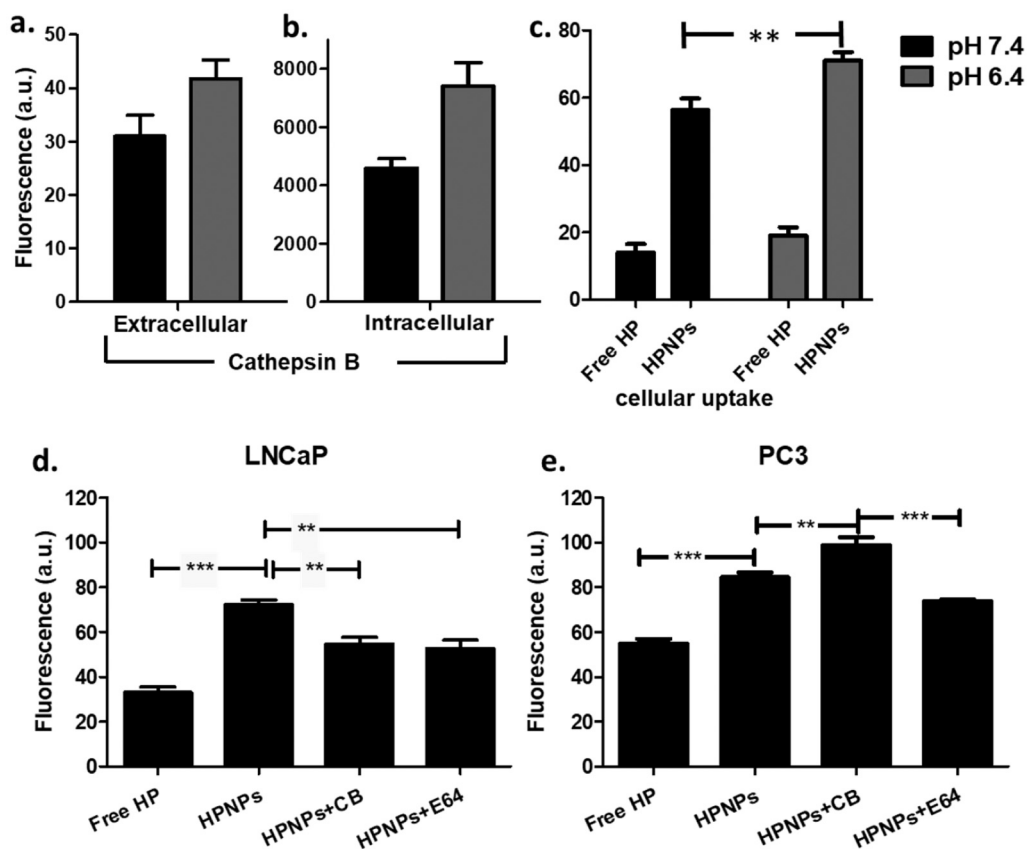 a.
Fluorescence (a.u.)
50
40
30
20
10
0
Extracellular
b.
8000
6000
4000
2000
0
Intracellular
Cathepsin B
c.
80
60
40
20
0
**
Free HP
HPNPs
Free HP
HPNPs
cellular uptake
pH 7.4
pH 6.4
d.
LNCaP
Fluorescence (a.u.)
120
100
80
60
40
20
0
**
***
**
Free HP
HPNPs
HPNPs+CB
HPNPs+E64
e.
PC3
Fluorescence (a.u.)
120
100
80
60
40
20
0
***
**
***
Free HP
HPNPs
HPNPs+CB
HPNPs+E64